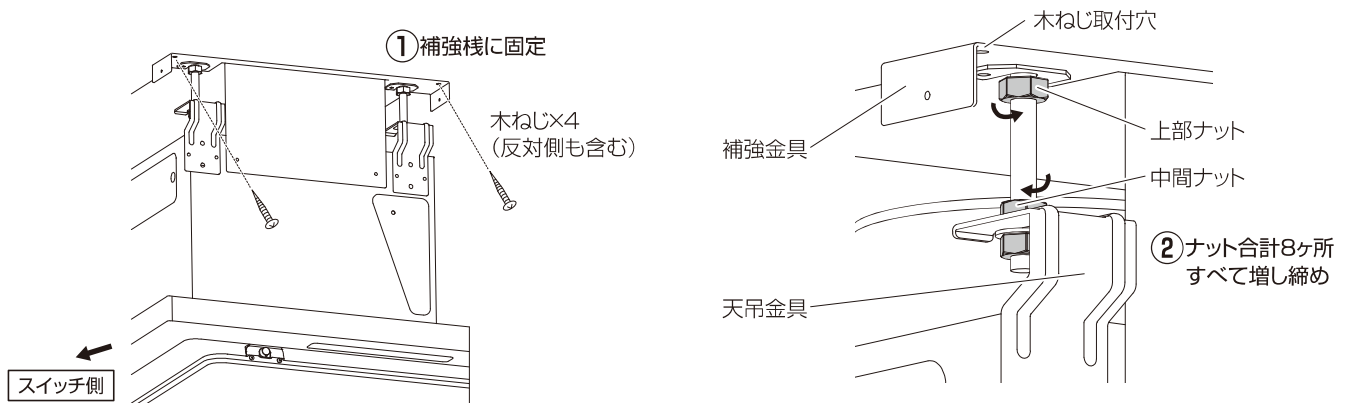 ①補強桟に固定
木ねじ×4
（反対側も含む）
スイッチ側
木ねじ取付穴
補強金具
上部ナット
中間ナット
②ナット合計8ヶ所
すべて増し締め
天吊金具